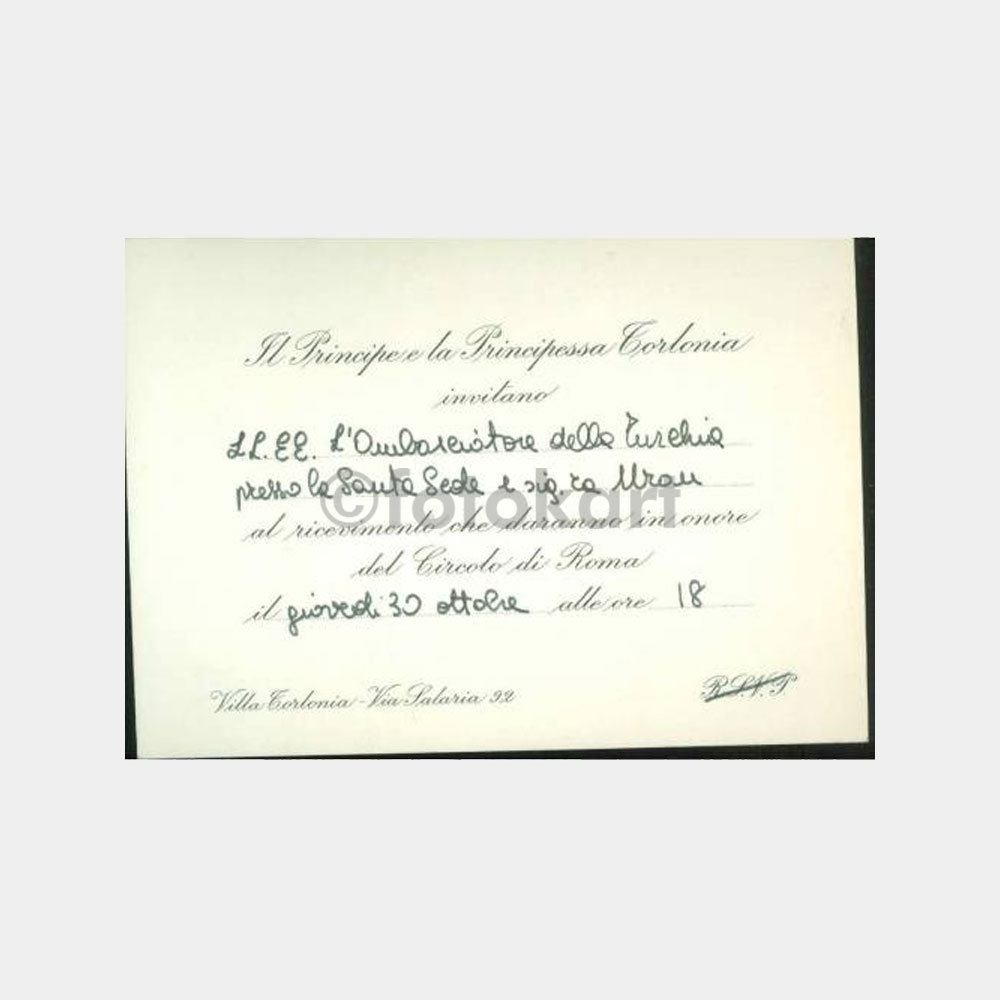 Il Principe e la Principessa Torlonia
invitano
LL.EE. L'Ambasciatore della Turchia
presso la Santa Sede e sig.ra Uran
al ricevimento che daranno in onore
del Circolo di Roma
il giovedi 30 ottobre alle ore 18
Villa Torlonia - Via Salaria 92 R.S.V.P.
©fotokart